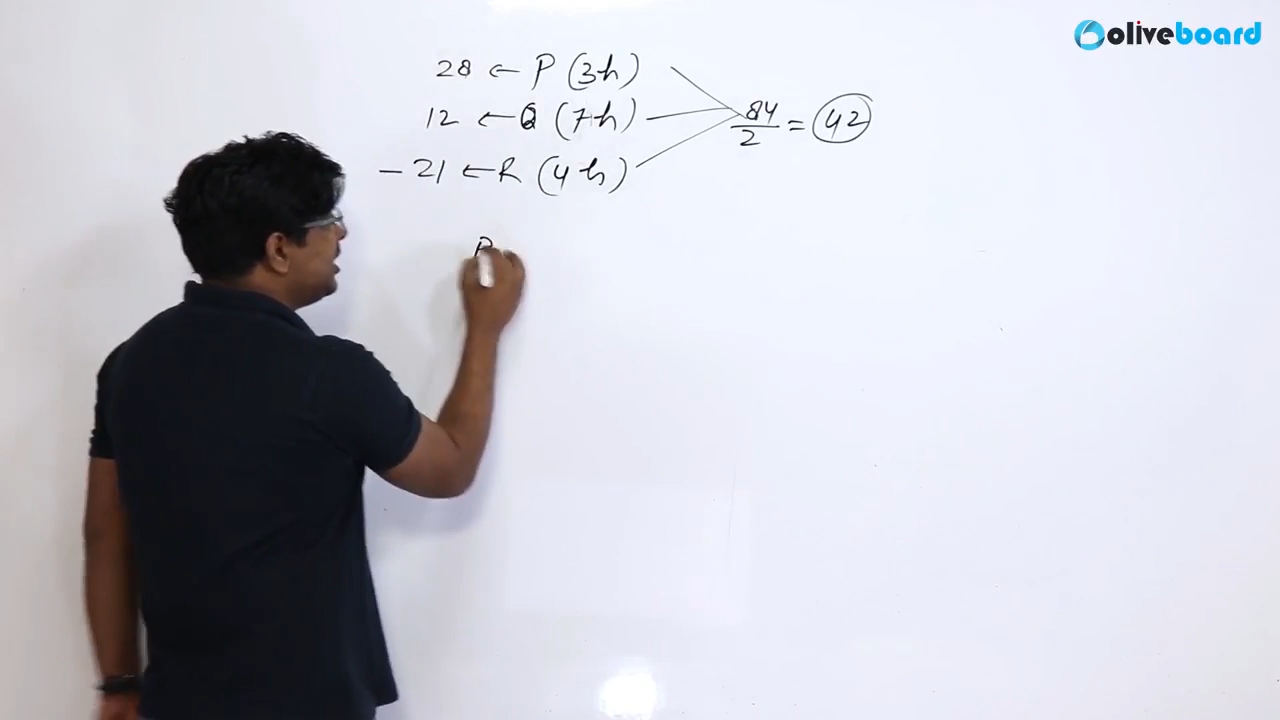 oliveboard
28 ← P (3h)
12 ← Q (7h)
84/2 = 42
- 21 ← R (4h)
P